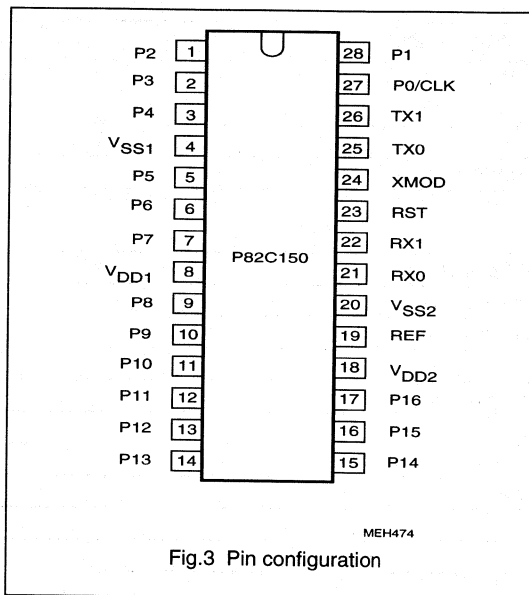 P2 1 28 P1
P3 2 27 P0/CLK
P4 3 26 TX1
VSS1 4 25 TX0
P5 5 24 XMOD
P6 6 23 RST
P7 7 22 RX1
P82C150
VDD1 8 21 RX0
P8 9 20 VSS2
P9 10 19 REF
P10 11 18 VDD2
P11 12 17 P16
P12 13 16 P15
P13 14 15 P14
MEH474
Fig.3 Pin configuration